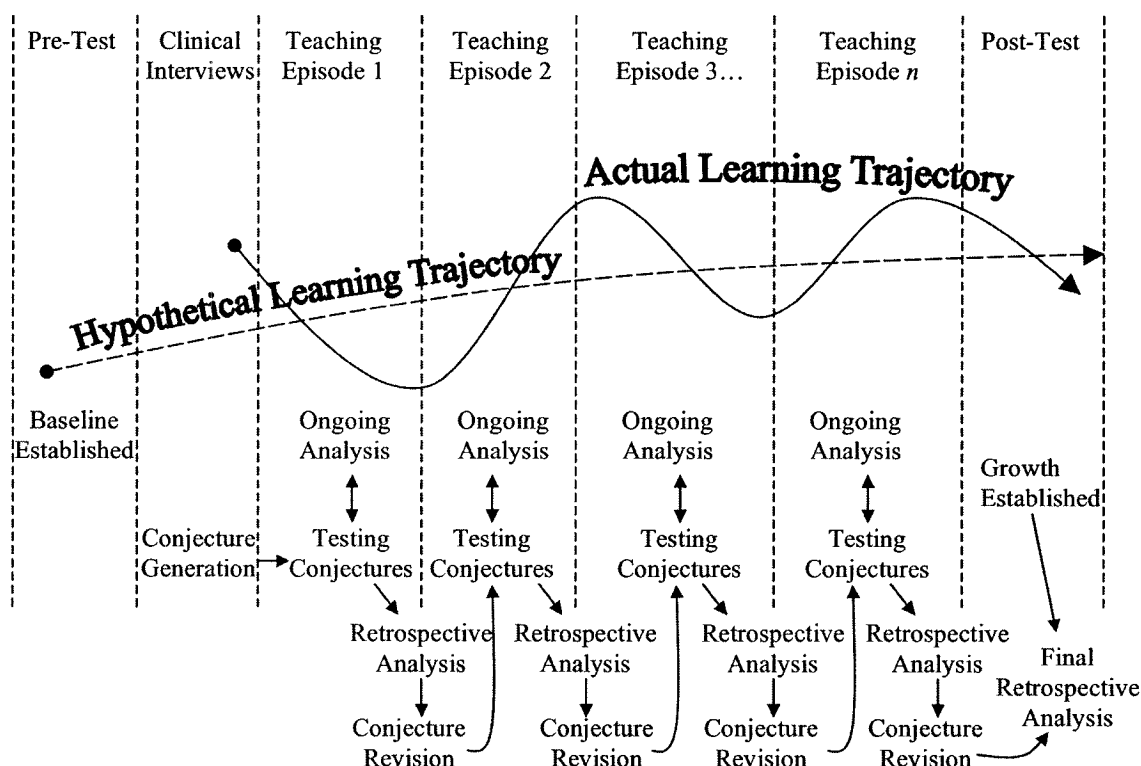 Pre-Test
Clinical
Interviews
Teaching
Episode 1
Teaching
Episode 2
Teaching
Episode 3...
Teaching
Episode n
Post-Test
Actual Learning Trajectory
Hypothetical Learning Trajectory
Baseline
Established
Ongoing
Analysis
Ongoing
Analysis
Ongoing
Analysis
Ongoing
Analysis
Growth
Established
Conjecture
Generation
Testing
Conjectures
Testing
Conjectures
Testing
Conjectures
Testing
Conjectures
Retrospective
Analysis
Retrospective
Analysis
Retrospective
Analysis
Retrospective
Analysis
Final
Retrospective
Analysis
Conjecture
Revision
Conjecture
Revision
Conjecture
Revision
Conjecture
Revision